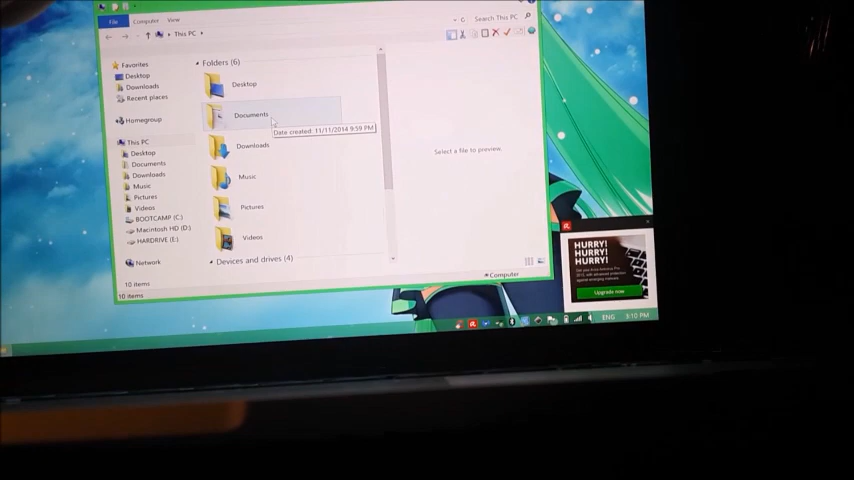 File
Computer
View
This PC
Search This PC
Favorites
Desktop
Downloads
Recent places
Homegroup
This PC
Desktop
Documents
Downloads
Music
Pictures
Videos
BOOTCAMP (C:)
Macintosh HD (D:)
HARDRIVE (E:)
Network
10 items
10 items
Folders (6)
Desktop
Documents
Date created: 11/11/2014 9:59 PM
Downloads
Music
Pictures
Videos
Devices and drives (4)
Select a file to preview.
Computer
HURRY!
HURRY!
HURRY!
Upgrade now
ENG